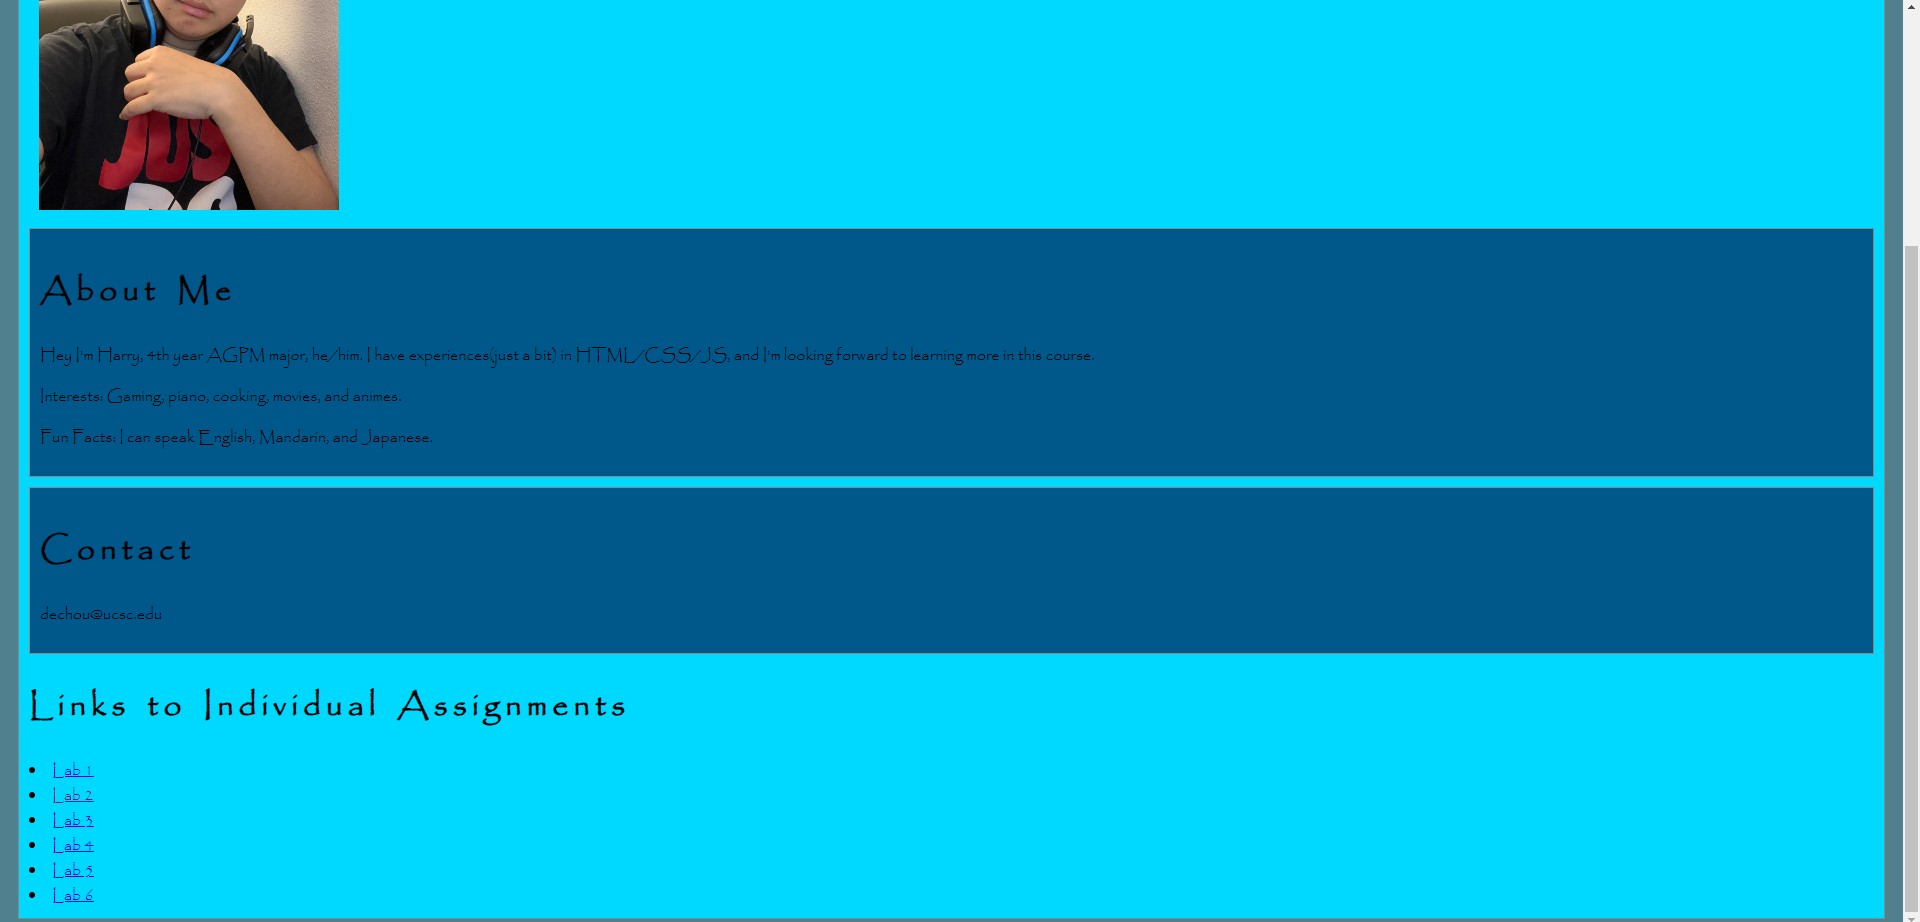 JUS
About Me
Hey I'm Harry, 4th year AGPM major, he/him. I have experiences(just a bit) in HTML/CSS/JS, and I'm looking forward to learning more in this course.
Interests: Gaming, piano, cooking, movies, and animes.
Fun Facts: I can speak English, Mandarin, and Japanese.
Contact
dechou@ucsc.edu
Links to Individual Assignments
Lab 1
Lab 2
Lab 3
Lab 4
Lab 5
Lab 6